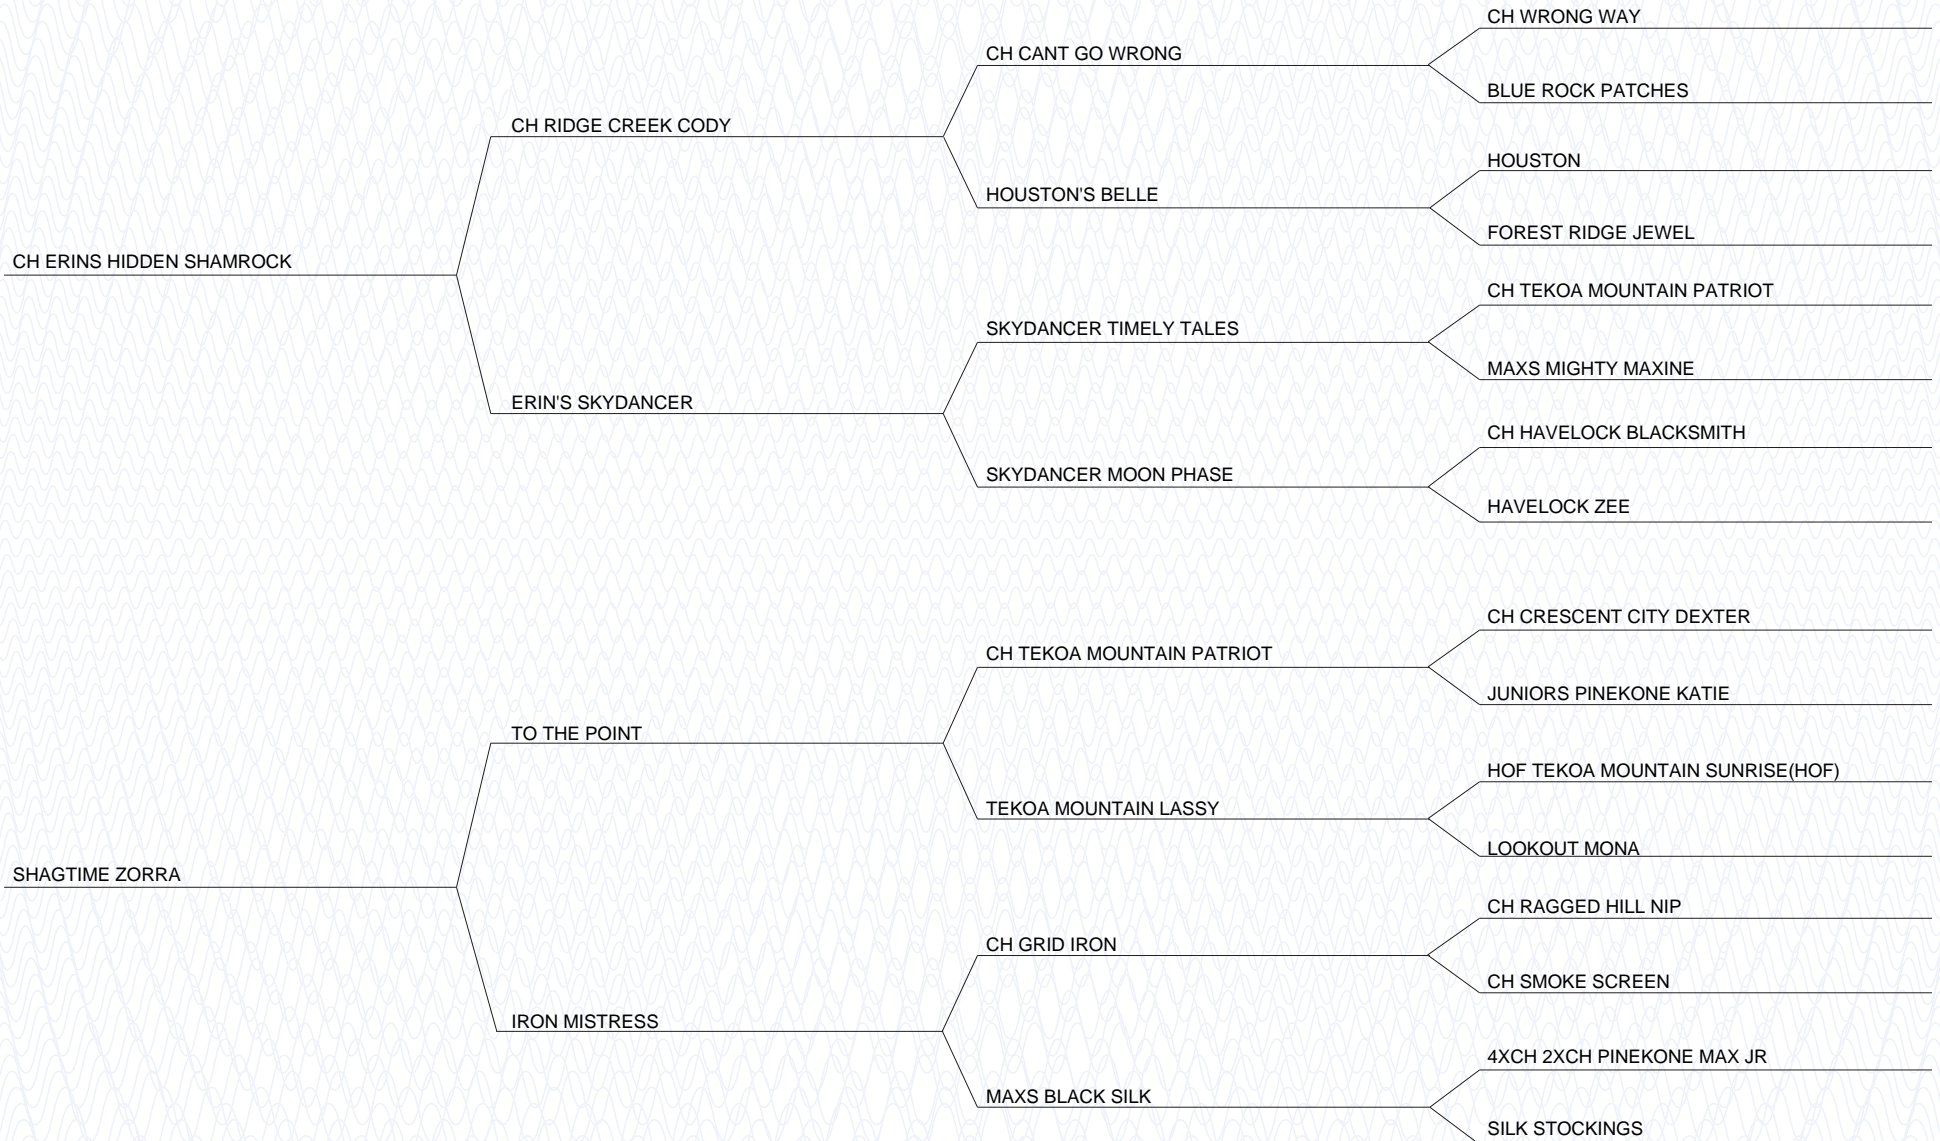 CH WRONG WAY
CH CANT GO WRONG
BLUE ROCK PATCHES
CH RIDGE CREEK CODY
HOUSTON
HOUSTON'S BELLE
FOREST RIDGE JEWEL
CH ERINS HIDDEN SHAMROCK
CH TEKOA MOUNTAIN PATRIOT
SKYDANCER TIMELY TALES
MAXS MIGHTY MAXINE
ERIN'S SKYDANCER
CH HAVELOCK BLACKSMITH
SKYDANCER MOON PHASE
HAVELOCK ZEE
CH CRESCENT CITY DEXTER
CH TEKOA MOUNTAIN PATRIOT
JUNIORS PINEKONE KATIE
TO THE POINT
HOF TEKOA MOUNTAIN SUNRISE(HOF)
TEKOA MOUNTAIN LASSY
LOOKOUT MONA
SHAGTIME ZORRA
CH RAGGED HILL NIP
CH GRID IRON
CH SMOKE SCREEN
IRON MISTRESS
4XCH 2XCH PINEKONE MAX JR
MAXS BLACK SILK
SILK STOCKINGS